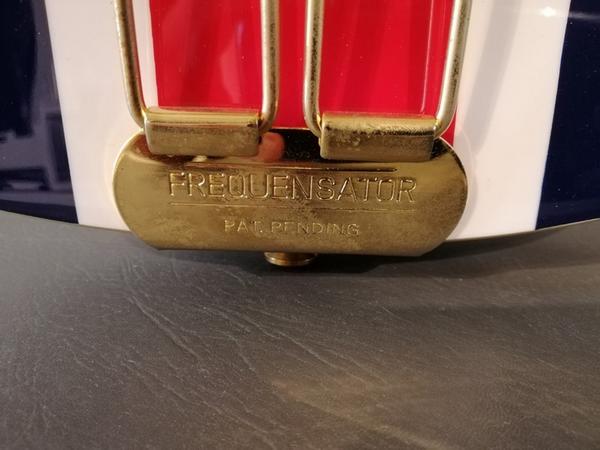 FREQUENSATOR
PAT. PENDING